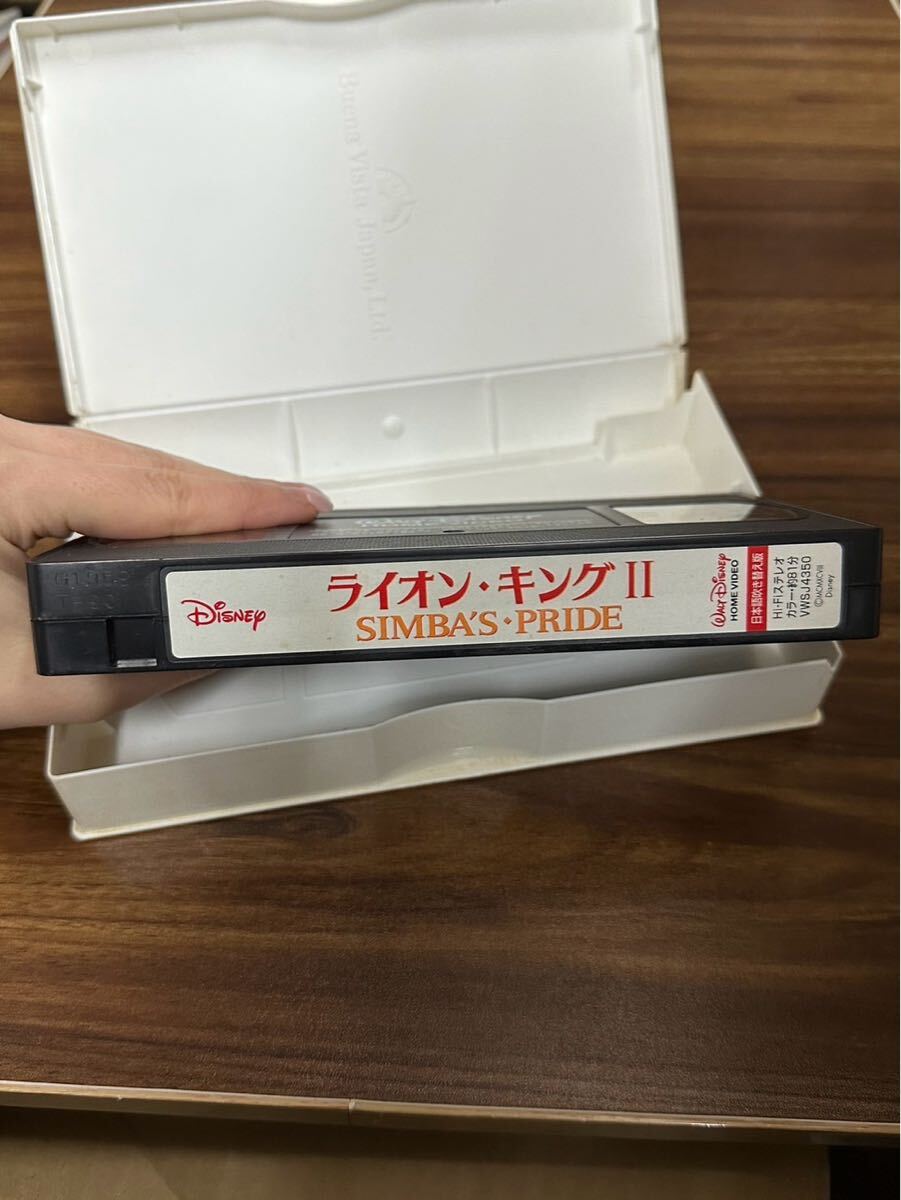 Buena Vista Japan, Ltd.
Disney
ライオン・キング II
SIMBA'S・PRIDE
WALT DISNEY
HOME VIDEO
日本語吹き替え版
Hi-Fiステレオ
カラー・約81分
VWSJ4350
©MCMXCVIII
Disney